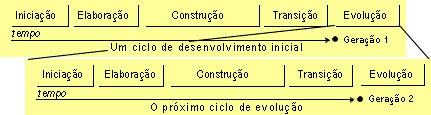 Iniciação Elaboração Construção Transição Evolução
tempo
Geração 1
Um ciclo de desenvolvimento inicial
Iniciação Elaboração Construção Transição Evolução
tempo
Geração 2
O próximo ciclo de evolução